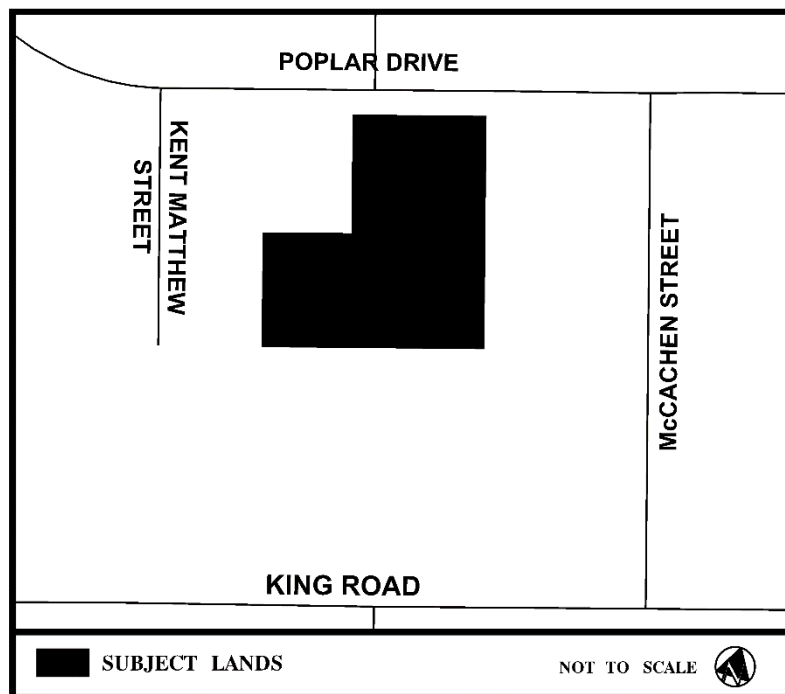 POPLAR DRIVE
KENT MATTHEW
STREET
McCACHEN STREET
KING ROAD
SUBJECT LANDS
NOT TO SCALE